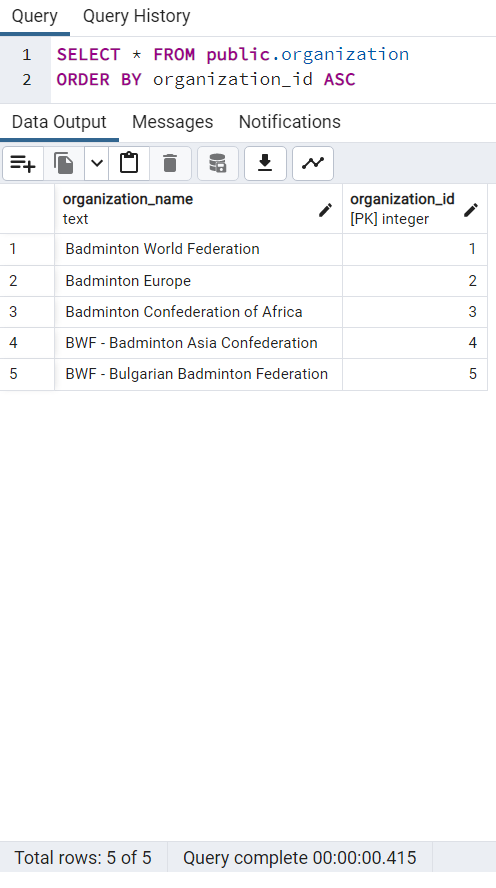 Query Query History
1 SELECT * FROM public.organization
2 ORDER BY organization_id ASC
Data Output Messages Notifications
organization_name organization_id
text [PK] integer
1 Badminton World Federation 1
2 Badminton Europe 2
3 Badminton Confederation of Africa 3
4 BWF - Badminton Asia Confederation 4
5 BWF - Bulgarian Badminton Federation 5
Total rows: 5 of 5 Query complete 00:00:00.415